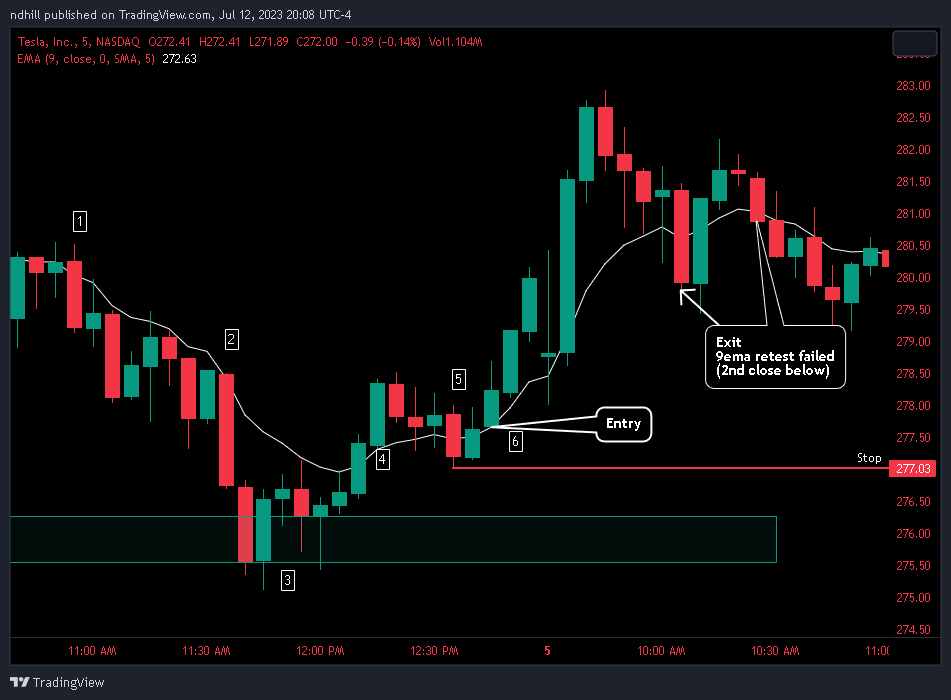 ndhill published on TradingView.com, Jul 12, 2023 20:08 UTC-4
Tesla, Inc., 5, NASDAQ O272.41 H272.41 L271.89 C272.00 −0.39 (−0.14%) Vol1.104M
EMA (9, close, 0, SMA, 5) 272.63
283.00
282.50
282.00
281.50
281.00
280.50
280.00
279.50
279.00
278.50
278.00
277.50
277.03
276.50
276.00
275.50
275.00
274.50
1
2
3
4
5
6
Entry
Exit
9ema retest failed
(2nd close below)
Stop
11:00 AM 11:30 AM 12:00 PM 12:30 PM 5 10:00 AM 10:30 AM 11:00
TradingView